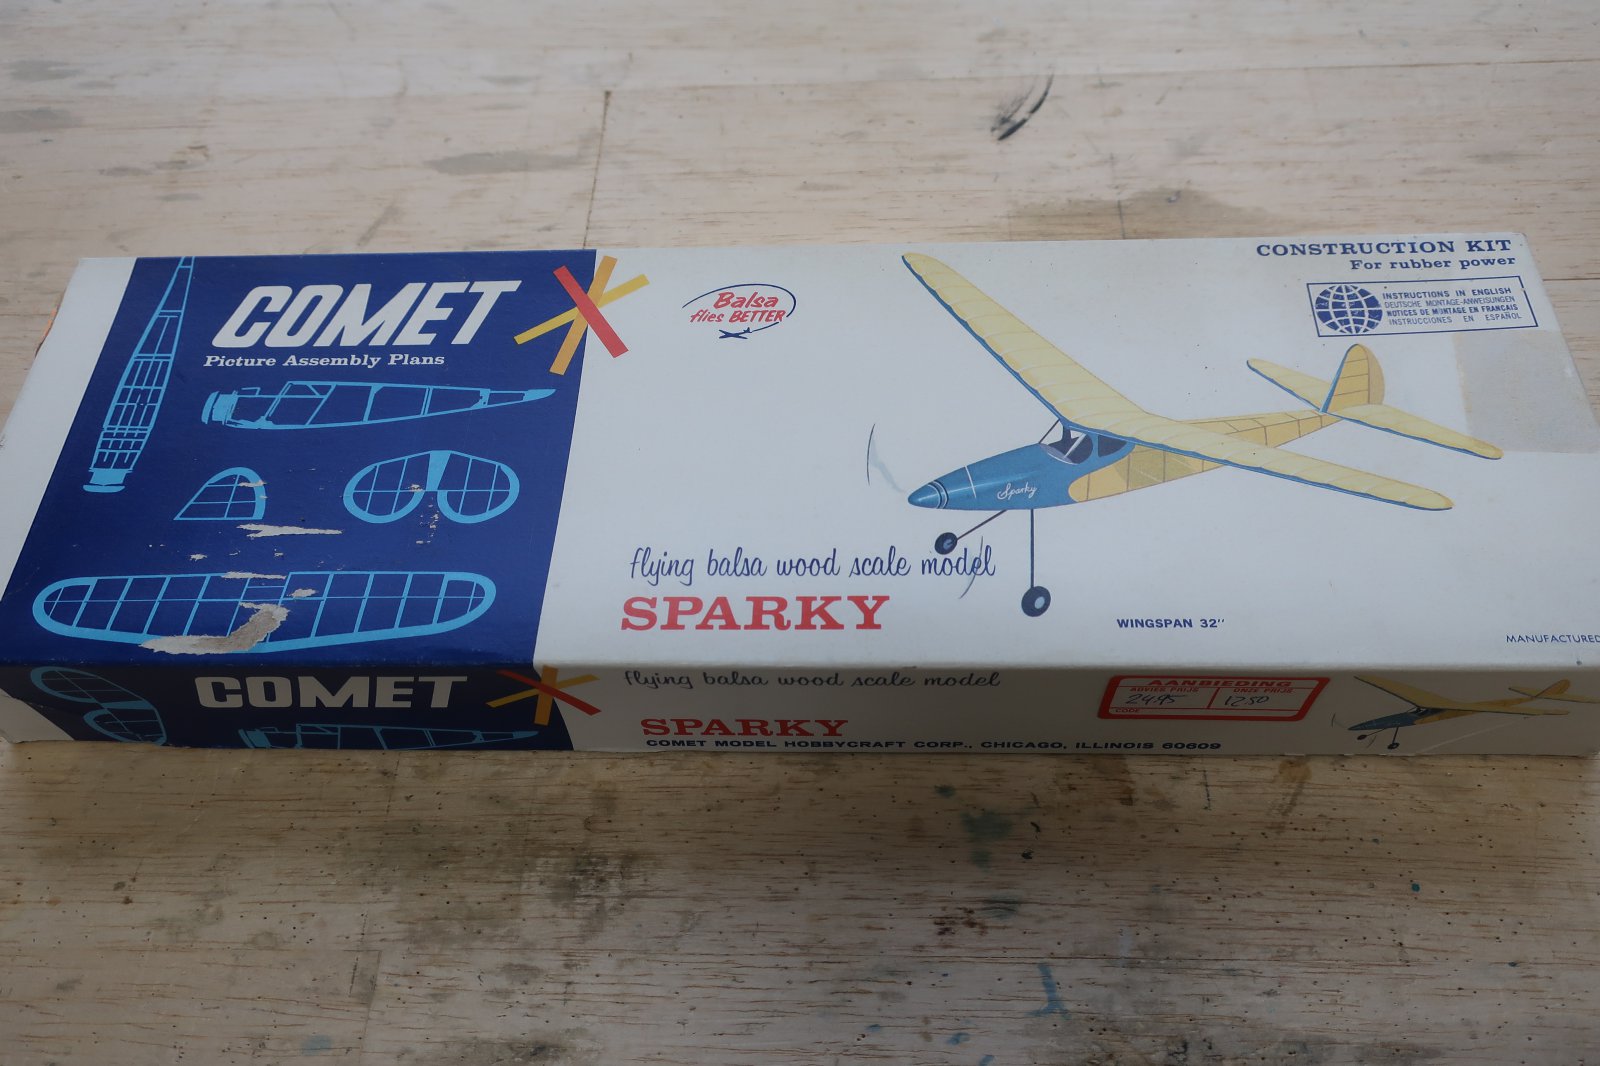 COMET
Picture Assembly Plans
Balsa
flies BETTER
CONSTRUCTION KIT
For rubber power
INSTRUCTIONS IN ENGLISH
DEUTSCHE MONTAGE-ANWEISUNGEN
NOTICES DE MONTAGE EN FRANCAIS
INSTRUCCIONES EN ESPAÑOL
Sparky
flying balsa wood scale model
SPARKY
WINGSPAN 32"
MANUFACTURED
COMET
flying balsa wood scale model
SPARKY
COMET MODEL HOBBYCRAFT CORP., CHICAGO, ILLINOIS 60609
AANBIEDING
ADVIES PRIJS
ONZE PRIJS
24.95
12.50
CODE